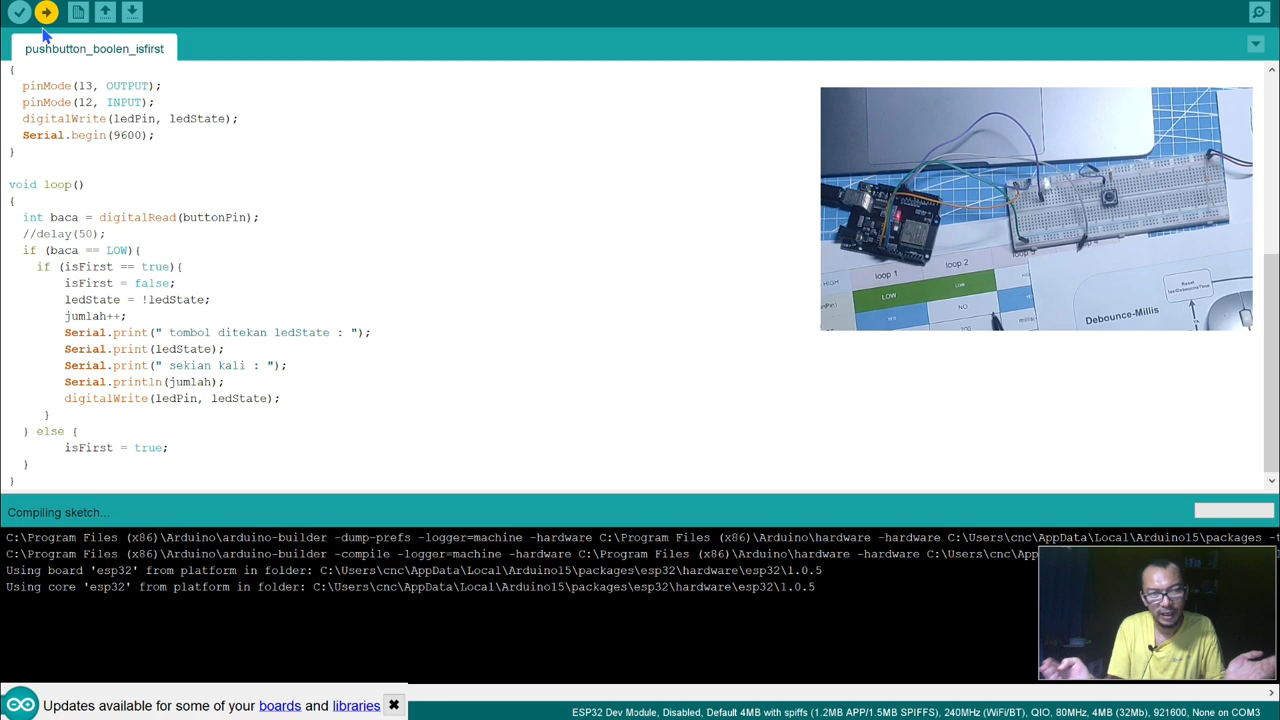 pushbutton_boolen_isfirst
{
pinMode(13, OUTPUT);
pinMode(12, INPUT);
digitalWrite(ledPin, ledState);
Serial.begin(9600);
}
void loop()
{
int baca = digitalRead(buttonPin);
//delay(50);
if (baca == LOW){
if (isFirst == true){
isFirst = false;
ledState = !ledState;
jumlah++;
Serial.print(" tombol ditekan ledState : ");
Serial.print(ledState);
Serial.print(" sekian kali : ");
Serial.println(jumlah);
digitalWrite(ledPin, ledState);
}
} else {
isFirst = true;
}
}
HIGH
loop 1
loop 2
loop 3
LOW
LOW
NO
Reset
lastDebounceTime
Debounce-Millis
Compiling sketch...
C:\Program Files (x86)\Arduino\arduino-builder -dump-prefs -logger=machine -hardware C:\Program Files (x86)\Arduino\hardware -hardware C:\Users\cnc\AppData\Local\Arduino15\packages -t
C:\Program Files (x86)\Arduino\arduino-builder -compile -logger=machine -hardware C:\Program Files (x86)\Arduino\hardware -hardware C:\Users\cnc\App
Using board 'esp32' from platform in folder: C:\Users\cnc\AppData\Local\Arduino15\packages\esp32\hardware\esp32\1.0.5
Using core 'esp32' from platform in folder: C:\Users\cnc\AppData\Local\Arduino15\packages\esp32\hardware\esp32\1.0.5
Updates available for some of your boards and libraries
ESP32 Dev Module, Disabled, Default 4MB with spiffs (1.2MB APP/1.5MB SPIFFS), 240MHz (WiFi/BT), QIO, 80MHz, 4MB (32Mb), 921600, None on COM3